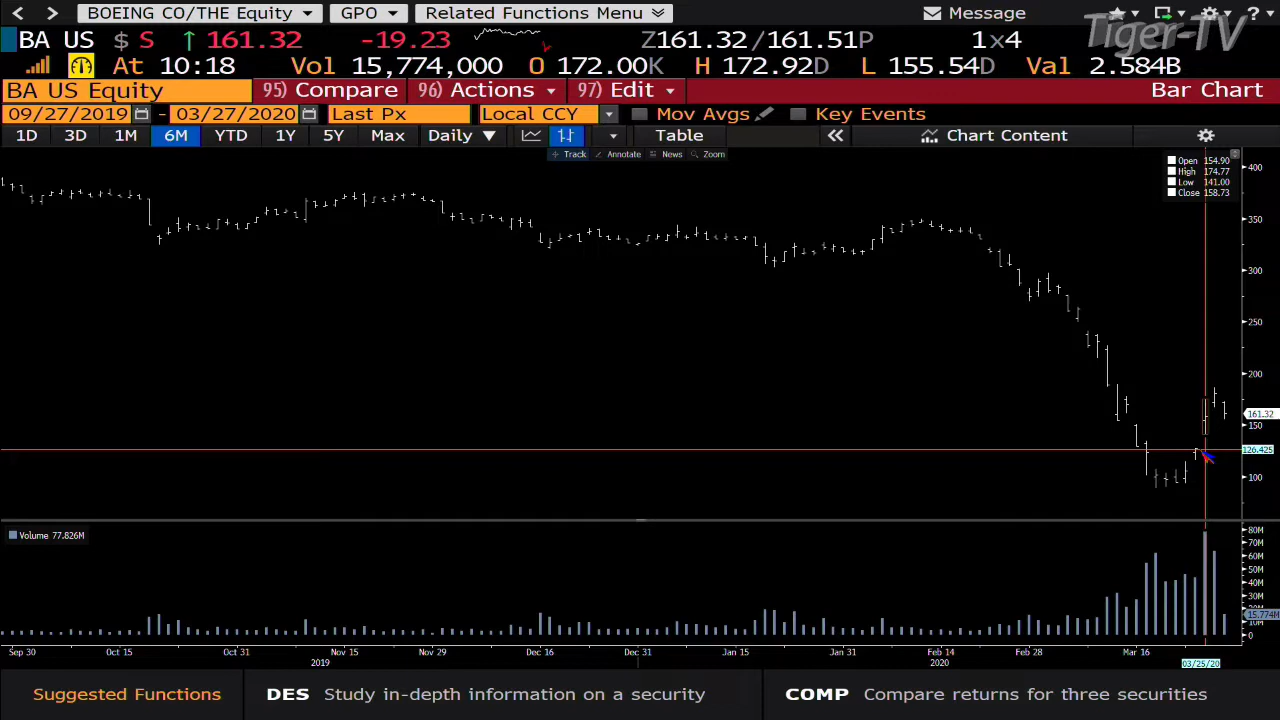 BOEING CO/THE Equity GPO Related Functions Menu Message ?
Tiger-TV
BA US $ S ↑ 161.32 -19.23 Z161.32/161.51P 1x4
At 10:18 Vol 15,774,000 O 172.00K H 172.92D L 155.54D Val 2.584B
BA US Equity 95) Compare 96) Actions 97) Edit Bar Chart
09/27/2019 - 03/27/2020 Last Px Local CCY Mov Avgs Key Events
1D 3D 1M 6M YTD 1Y 5Y Max Daily ▼ Table « Chart Content
Track Annotate News Zoom
Open 154.90
High 174.77
Low 141.00
Close 158.73
400
350
300
250
200
161.32
150
126.425
100
Volume 77.826M
80M
70M
60M
50M
40M
30M
20M
15.774M
10M
0
Sep 30 Oct 15 Oct 31 Nov 15 Nov 29 Dec 16 Dec 31 Jan 15 Jan 31 Feb 14 Feb 28 Mar 16
2019 2020 03/25/20
Suggested Functions DES Study in-depth information on a security COMP Compare returns for three securities